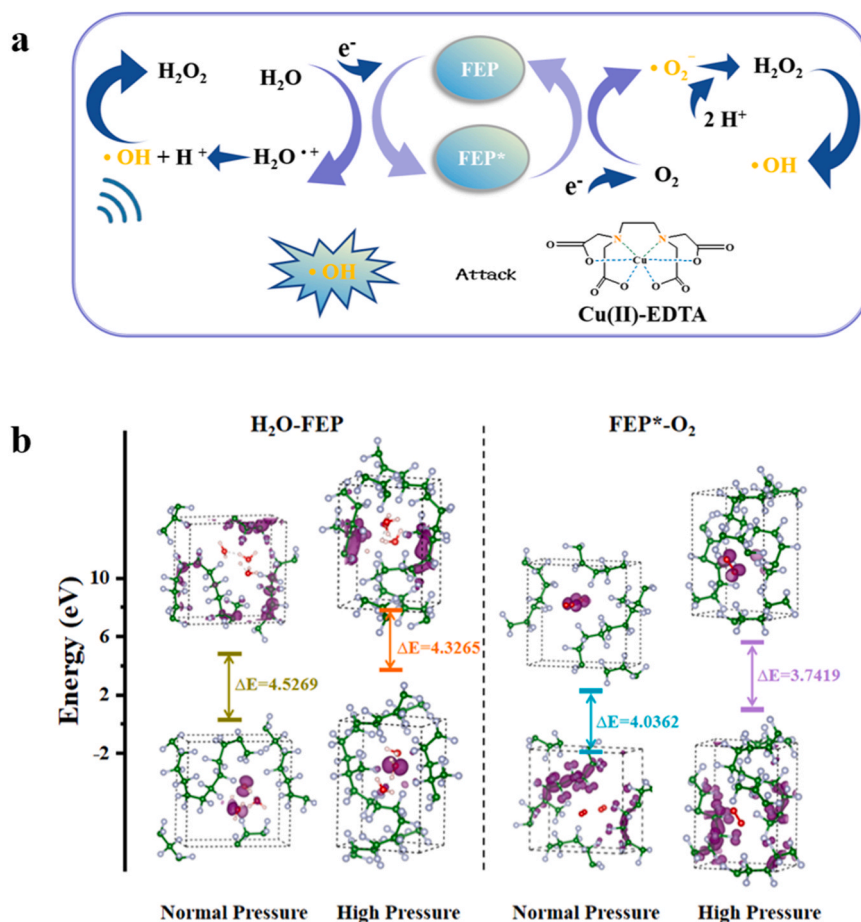 a
H₂O₂
H₂O
e⁻
FEP
• O₂⁻
H₂O₂
2 H⁺
• OH + H⁺
H₂O•⁺
FEP*
e⁻
O₂
• OH
• OH
Attack
O
N
N
O
O
Cu
O
O
O
O
O
Cu(II)-EDTA
b
H₂O-FEP
FEP*-O₂
Energy (eV)
10
6
2
-2
ΔE=4.5269
ΔE=4.3265
ΔE=4.0362
ΔE=3.7419
Normal Pressure
High Pressure
Normal Pressure
High Pressure